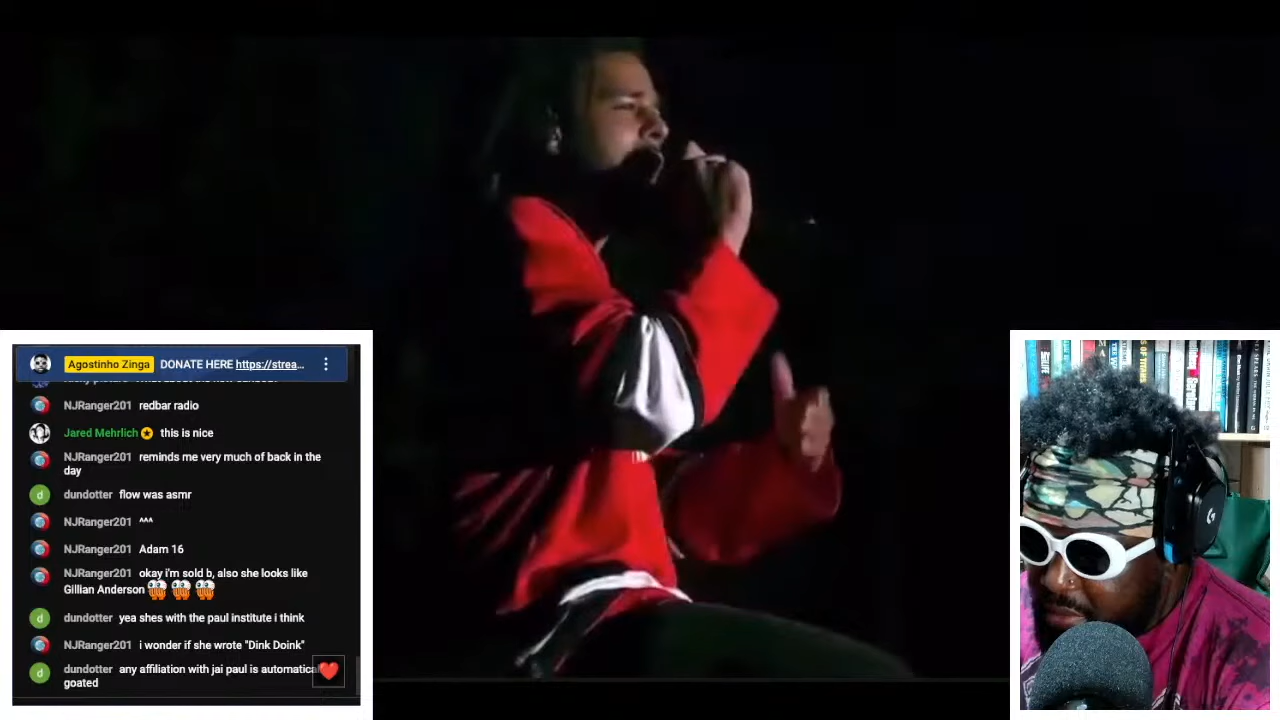 Agostinho Zinga DONATE HERE https://strea...
NJRanger201 redbar radio
Jared Mehrlich this is nice
NJRanger201 reminds me very much of back in the
day
dundotter flow was asmr
NJRanger201 ^^^
NJRanger201 Adam 16
NJRanger201 okay i'm sold b, also she looks like
Gillian Anderson
dundotter yea shes with the paul institute i think
NJRanger201 i wonder if she wrote "Dink Doink"
dundotter any affiliation with jai paul is
goated